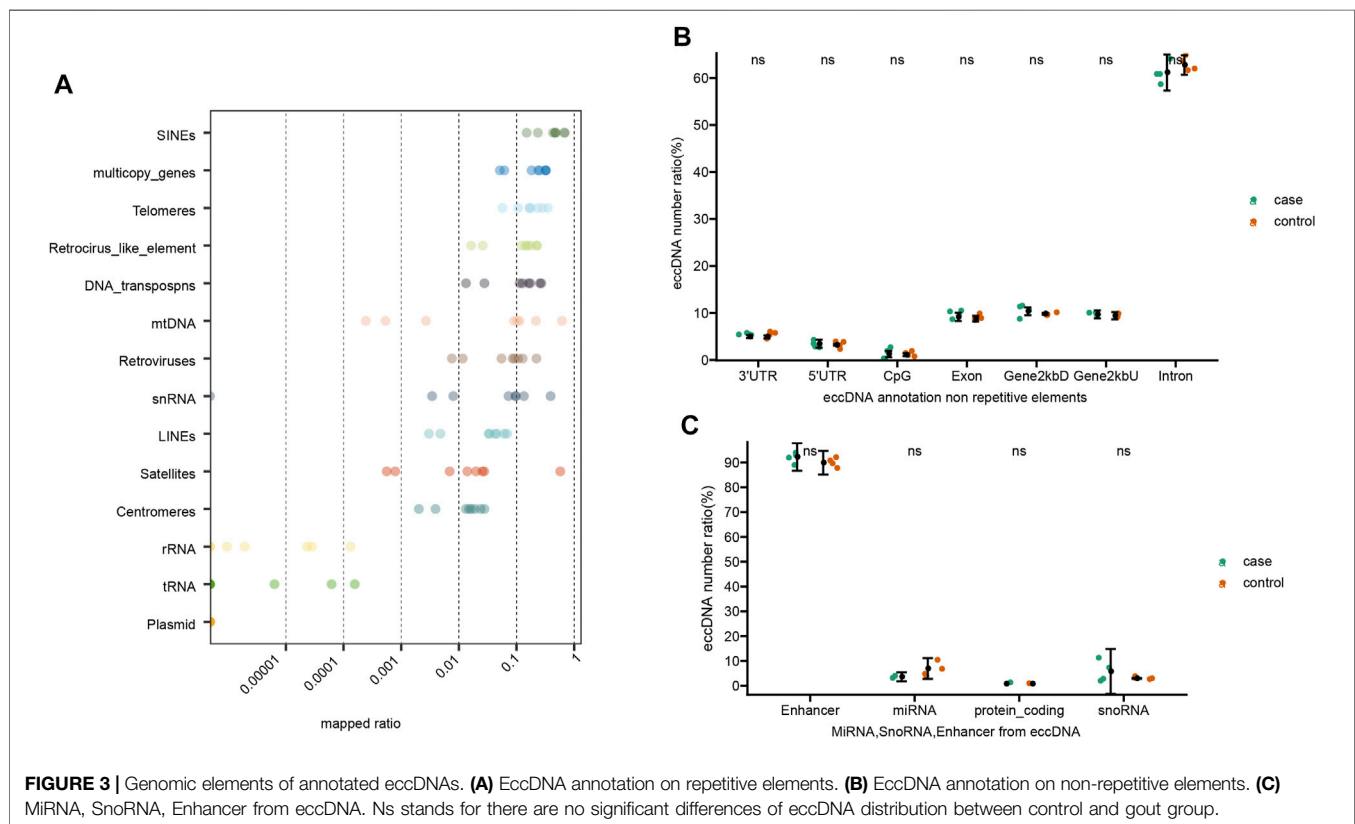 A
SINEs
multicopy_genes
Telomeres
Retrocirus_like_element
DNA_transpospns
mtDNA
Retroviruses
snRNA
LINEs
Satellites
Centromeres
rRNA
tRNA
Plasmid
0.00001
0.0001
0.001
0.01
0.1
1
mapped ratio
B
ns
ns
ns
ns
ns
ns
ns
60
50
40
30
20
10
0
eccDNA number ratio(%)
3'UTR
5'UTR
CpG
Exon
Gene2kbD
Gene2kbU
Intron
eccDNA annotation non repetitive elements
a case
a control
C
ns
ns
ns
ns
90
80
70
60
50
40
30
20
10
0
eccDNA number ratio(%)
Enhancer
miRNA
protein_coding
snoRNA
MiRNA,SnoRNA,Enhancer from eccDNA
a case
a control
FIGURE 3 | Genomic elements of annotated eccDNAs. (A) EccDNA annotation on repetitive elements. (B) EccDNA annotation on non-repetitive elements. (C)
MiRNA, SnoRNA, Enhancer from eccDNA. Ns stands for there are no significant differences of eccDNA distribution between control and gout group.